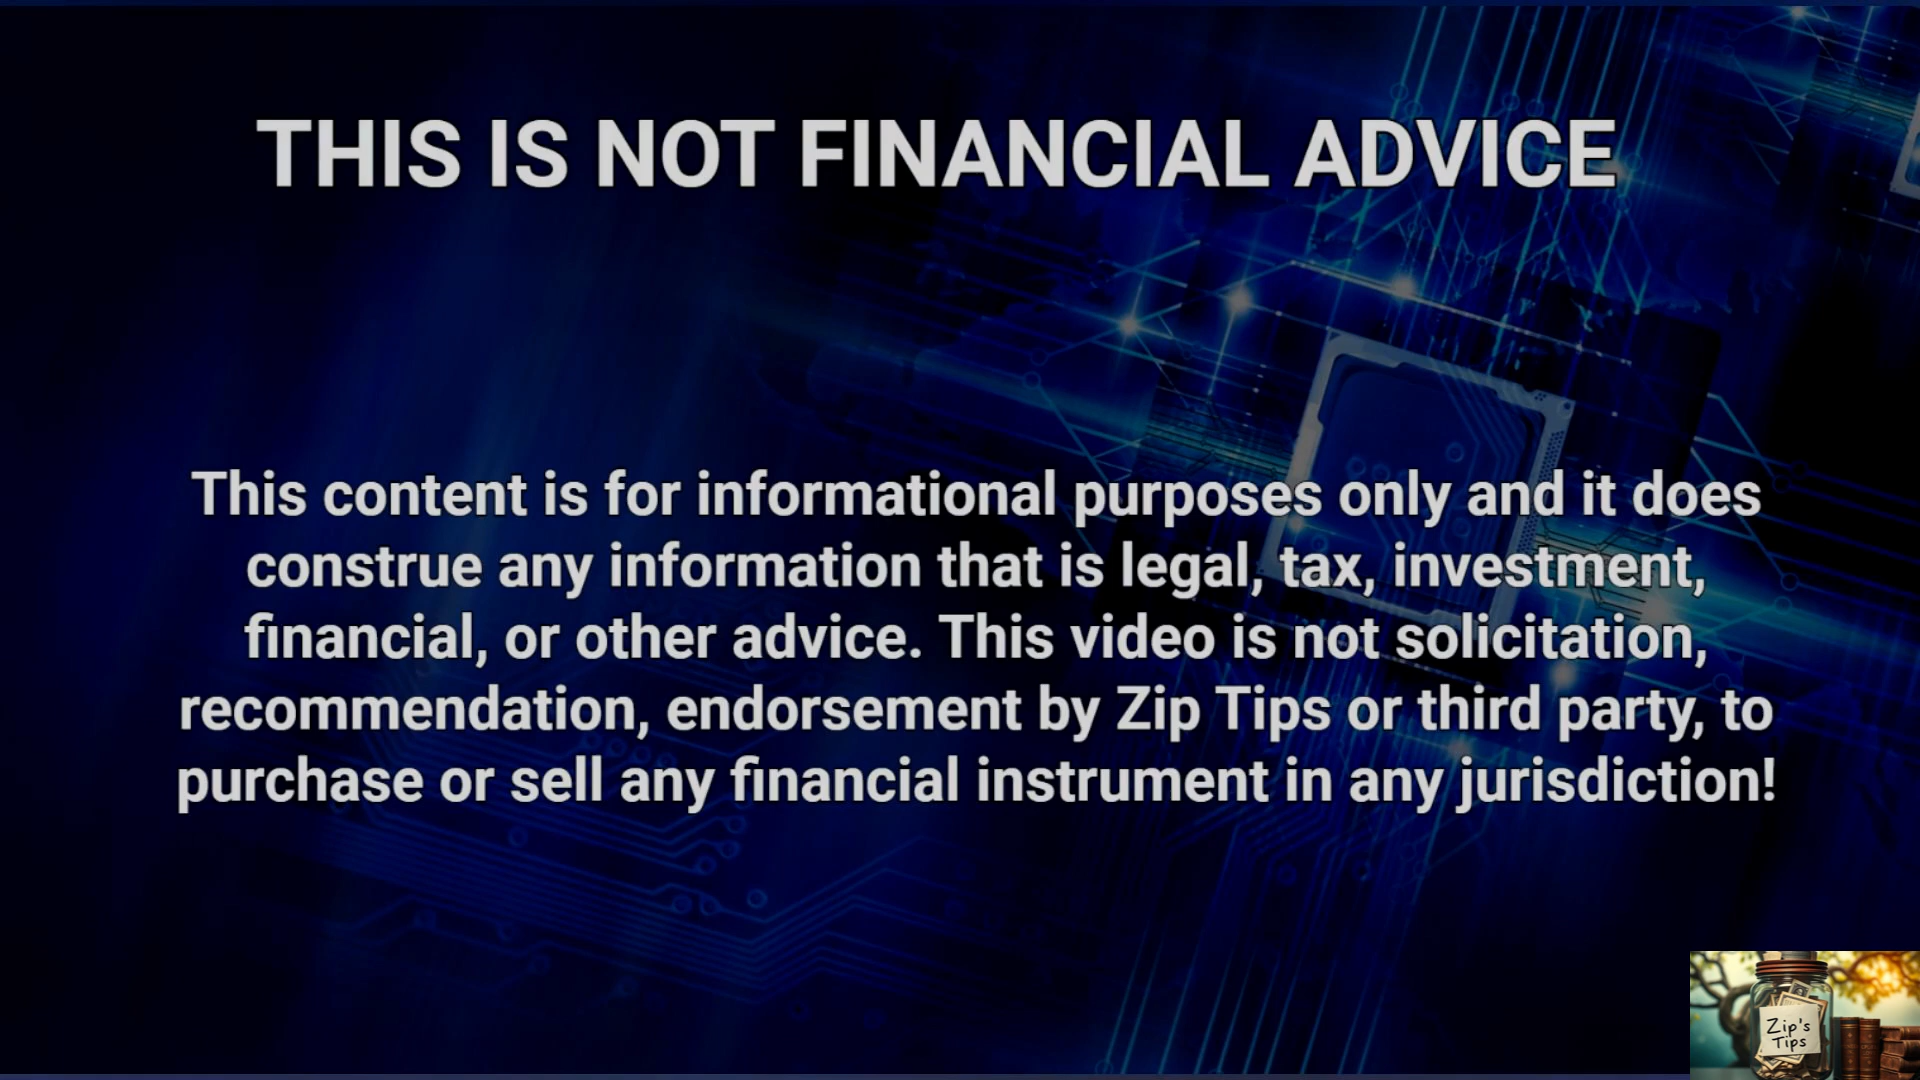 THIS IS NOT FINANCIAL ADVICE
This content is for informational purposes only and it does
construe any information that is legal, tax, investment,
financial, or other advice. This video is not solicitation,
recommendation, endorsement by Zip Tips or third party, to
purchase or sell any financial instrument in any jurisdiction!
Zip's
Tips